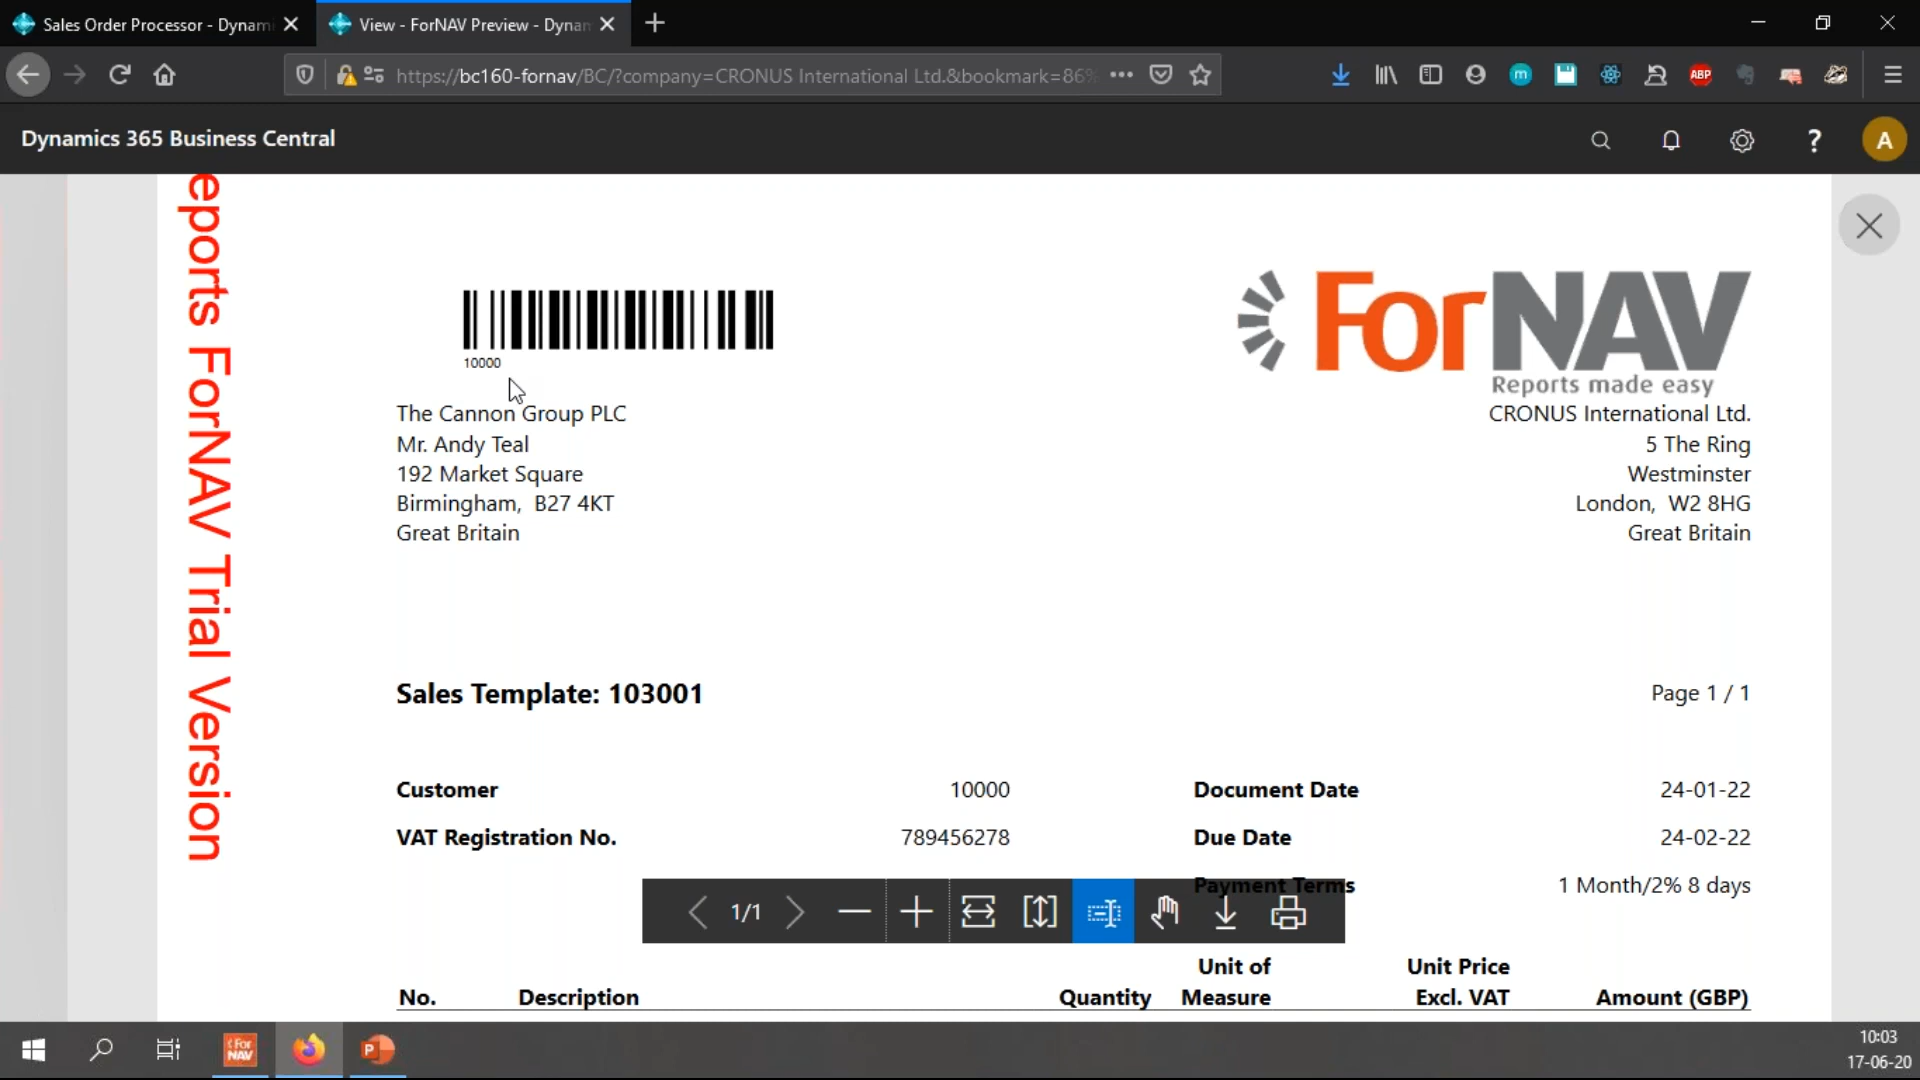 Sales Order Processor - Dynami
View - ForNAV Preview - Dynan
https://bc160-fornav/BC/?company=CRONUS International Ltd.&bookmark=86%
m
ABP
Dynamics 365 Business Central
?
A
eports ForNAV Trial Version
10000
ForNAV
Reports made easy
The Cannon Group PLC
Mr. Andy Teal
192 Market Square
Birmingham, B27 4KT
Great Britain
CRONUS International Ltd.
5 The Ring
Westminster
London, W2 8HG
Great Britain
Sales Template: 103001
Page 1 / 1
Customer 10000
Document Date 24-01-22
VAT Registration No. 789456278
Due Date 24-02-22
Payment Terms 1 Month/2% 8 days
1/1
Unit of Unit Price
No. Description Quantity Measure Excl. VAT Amount (GBP)
For
NAV
P
10:03
17-06-20